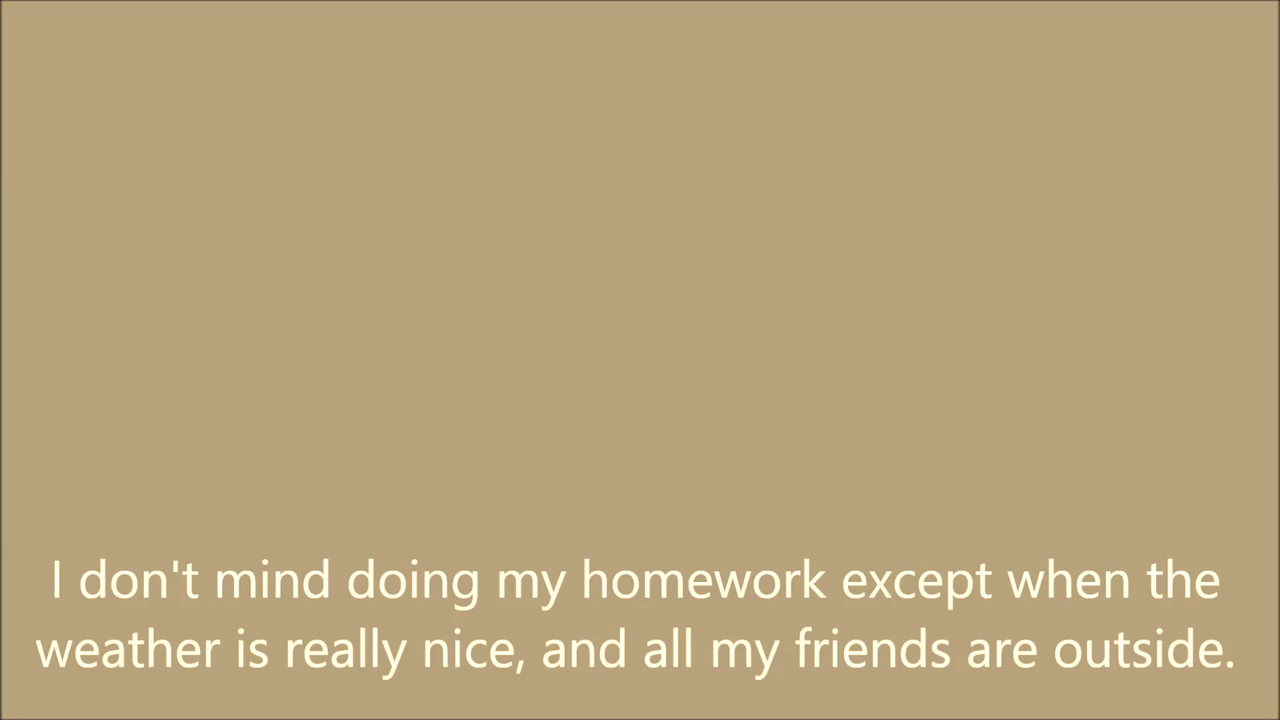 I don't mind doing my homework except when the
weather is really nice, and all my friends are outside.